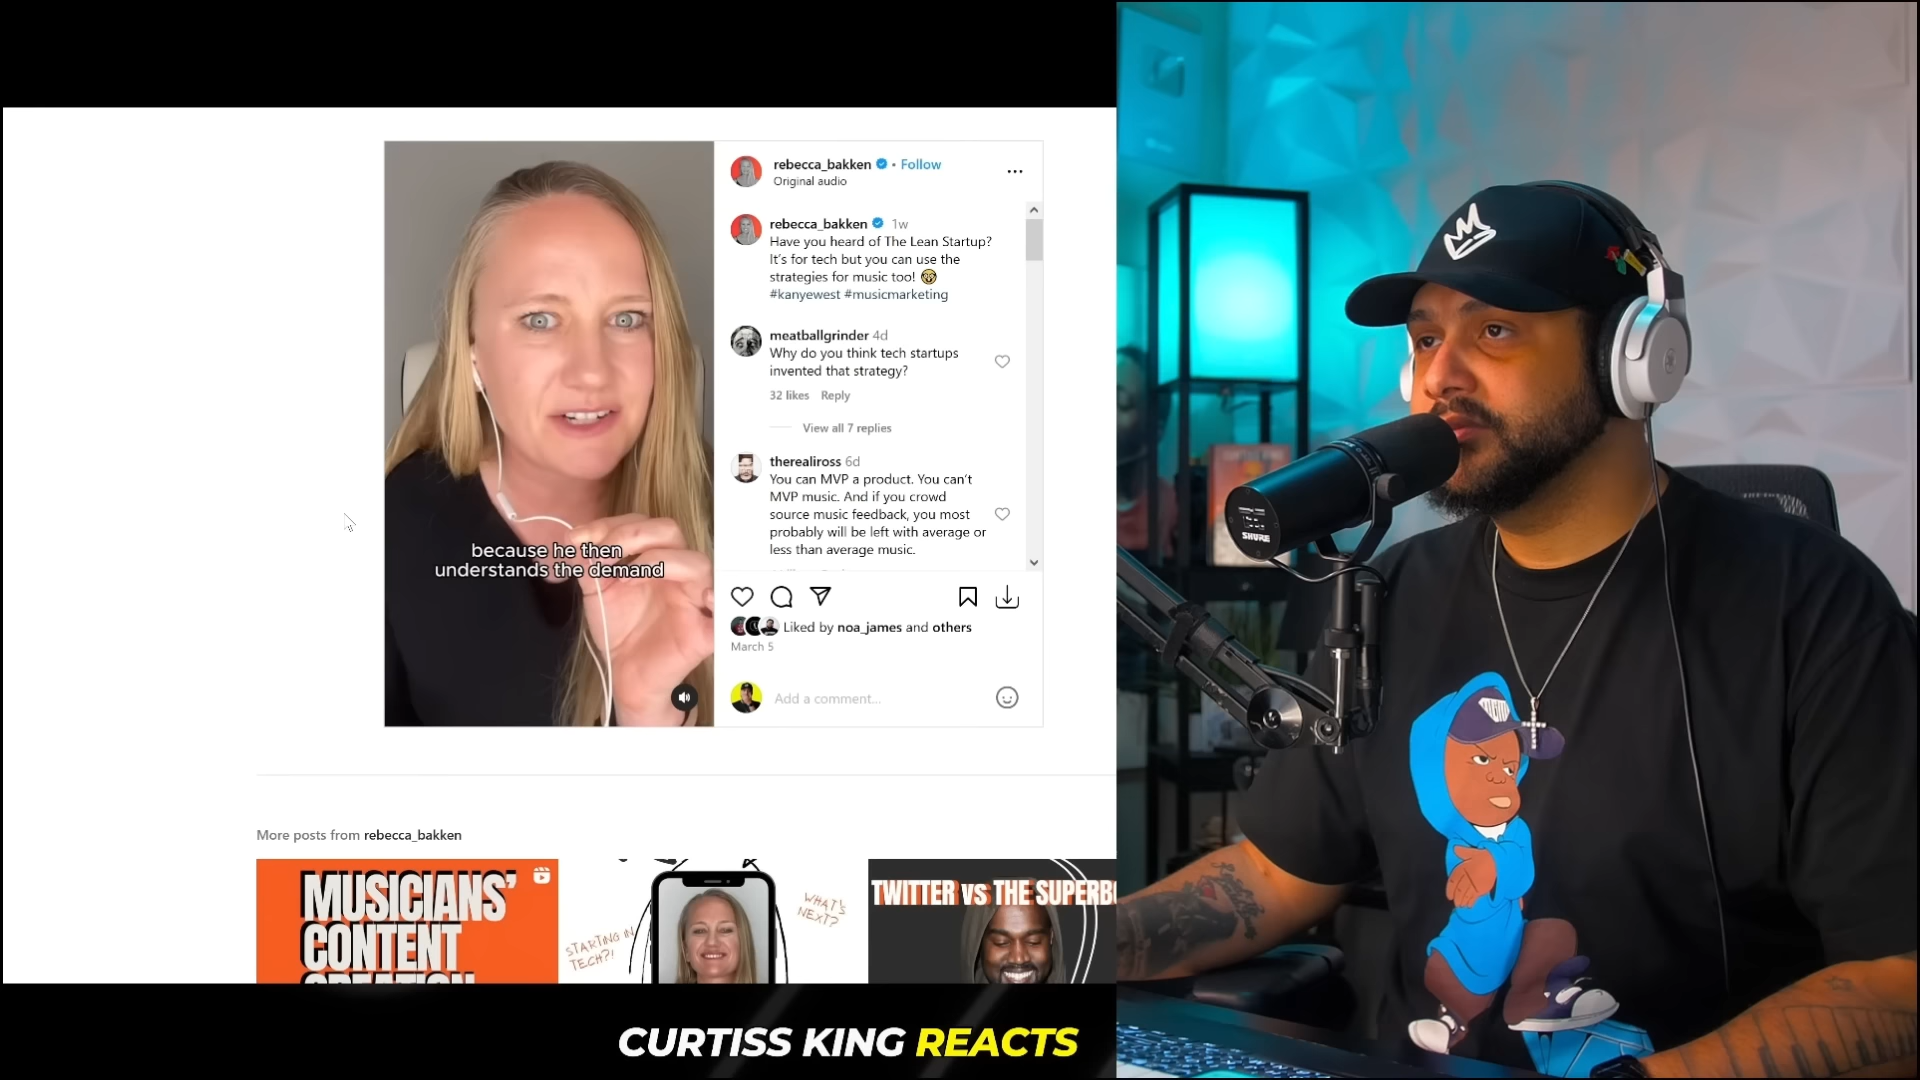 rebecca_bakken • Follow
Original audio
...
rebecca_bakken 1w
Have you heard of The Lean Startup?
It's for tech but you can use the
strategies for music too! 🤓
#kanyewest #musicmarketing
meatballgrinder 4d
Why do you think tech startups
invented that strategy?
32 likes Reply
View all 7 replies
therealiross 6d
You can MVP a product. You can't
MVP music. And if you crowd
source music feedback, you most
probably will be left with average or
less than average music.
because he then
understands the demand
Liked by noa_james and others
March 5
Add a comment...
More posts from rebecca_bakken
MUSICIANS'
CONTENT
CREATION
STARTING IN
TECH?!
WHAT'S
NEXT?
TWITTER vs THE SUPERBO
SHURE
CURTISS KING REACTS